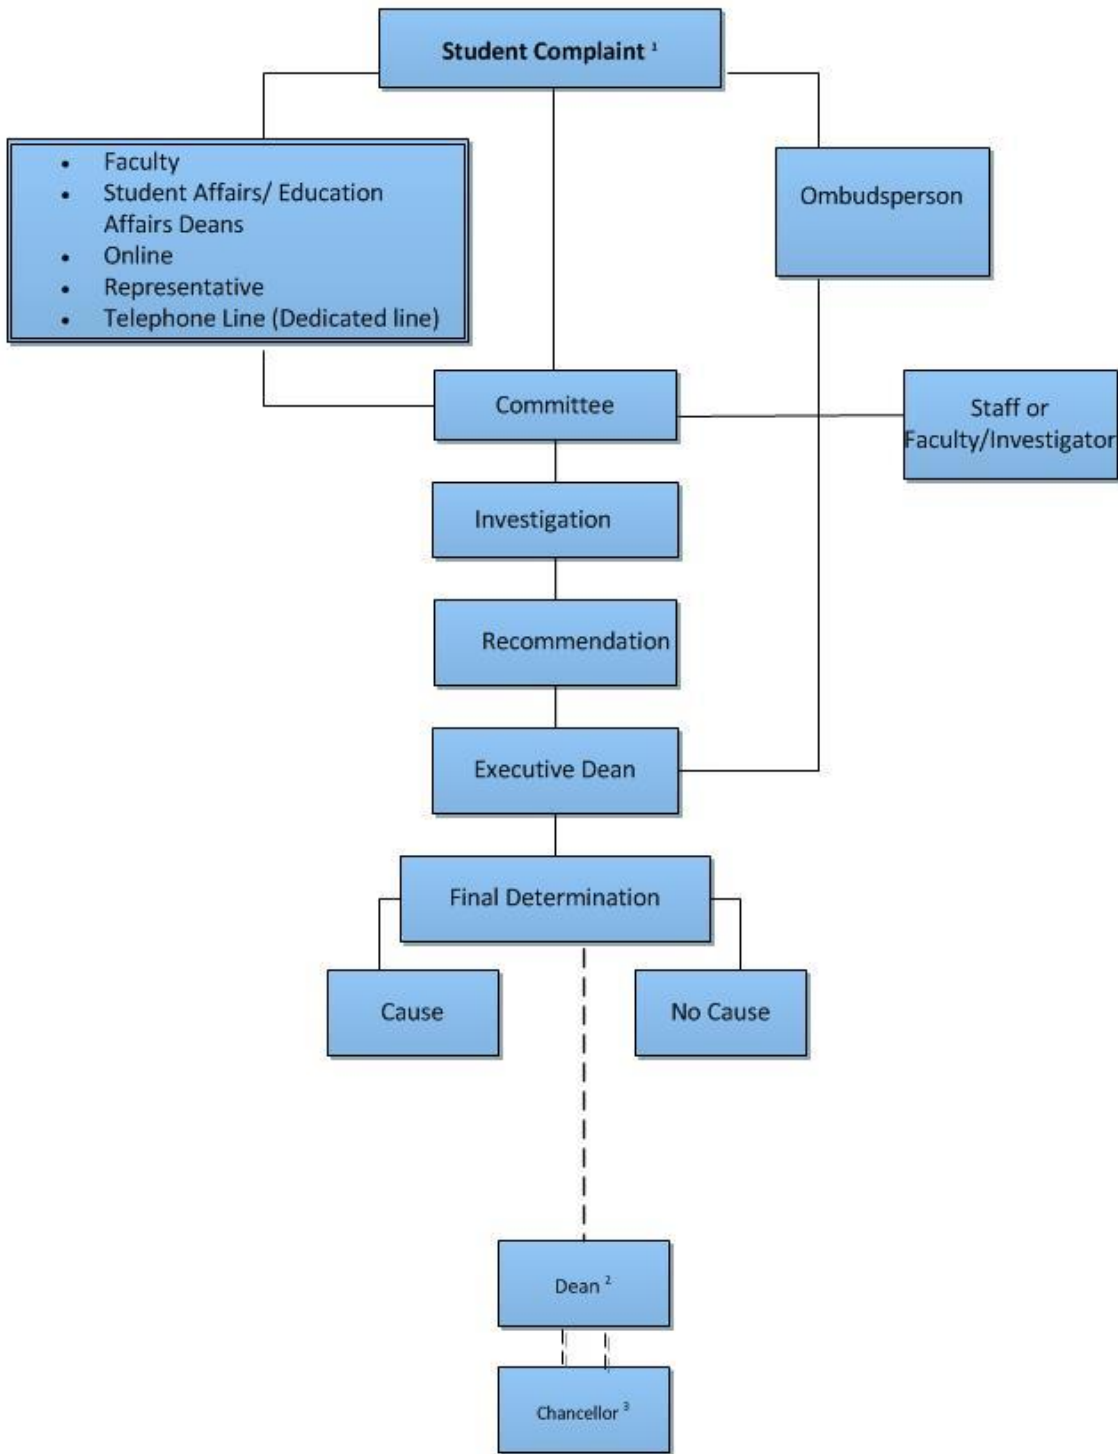 Student Complaint ¹
• Faculty
• Student Affairs/ Education
Affairs Deans
• Online
• Representative
• Telephone Line (Dedicated line)
Ombudsperson
Committee
Staff or
Faculty/Investigator
Investigation
Recommendation
Executive Dean
Final Determination
Cause
No Cause
Dean ²
Chancellor ³